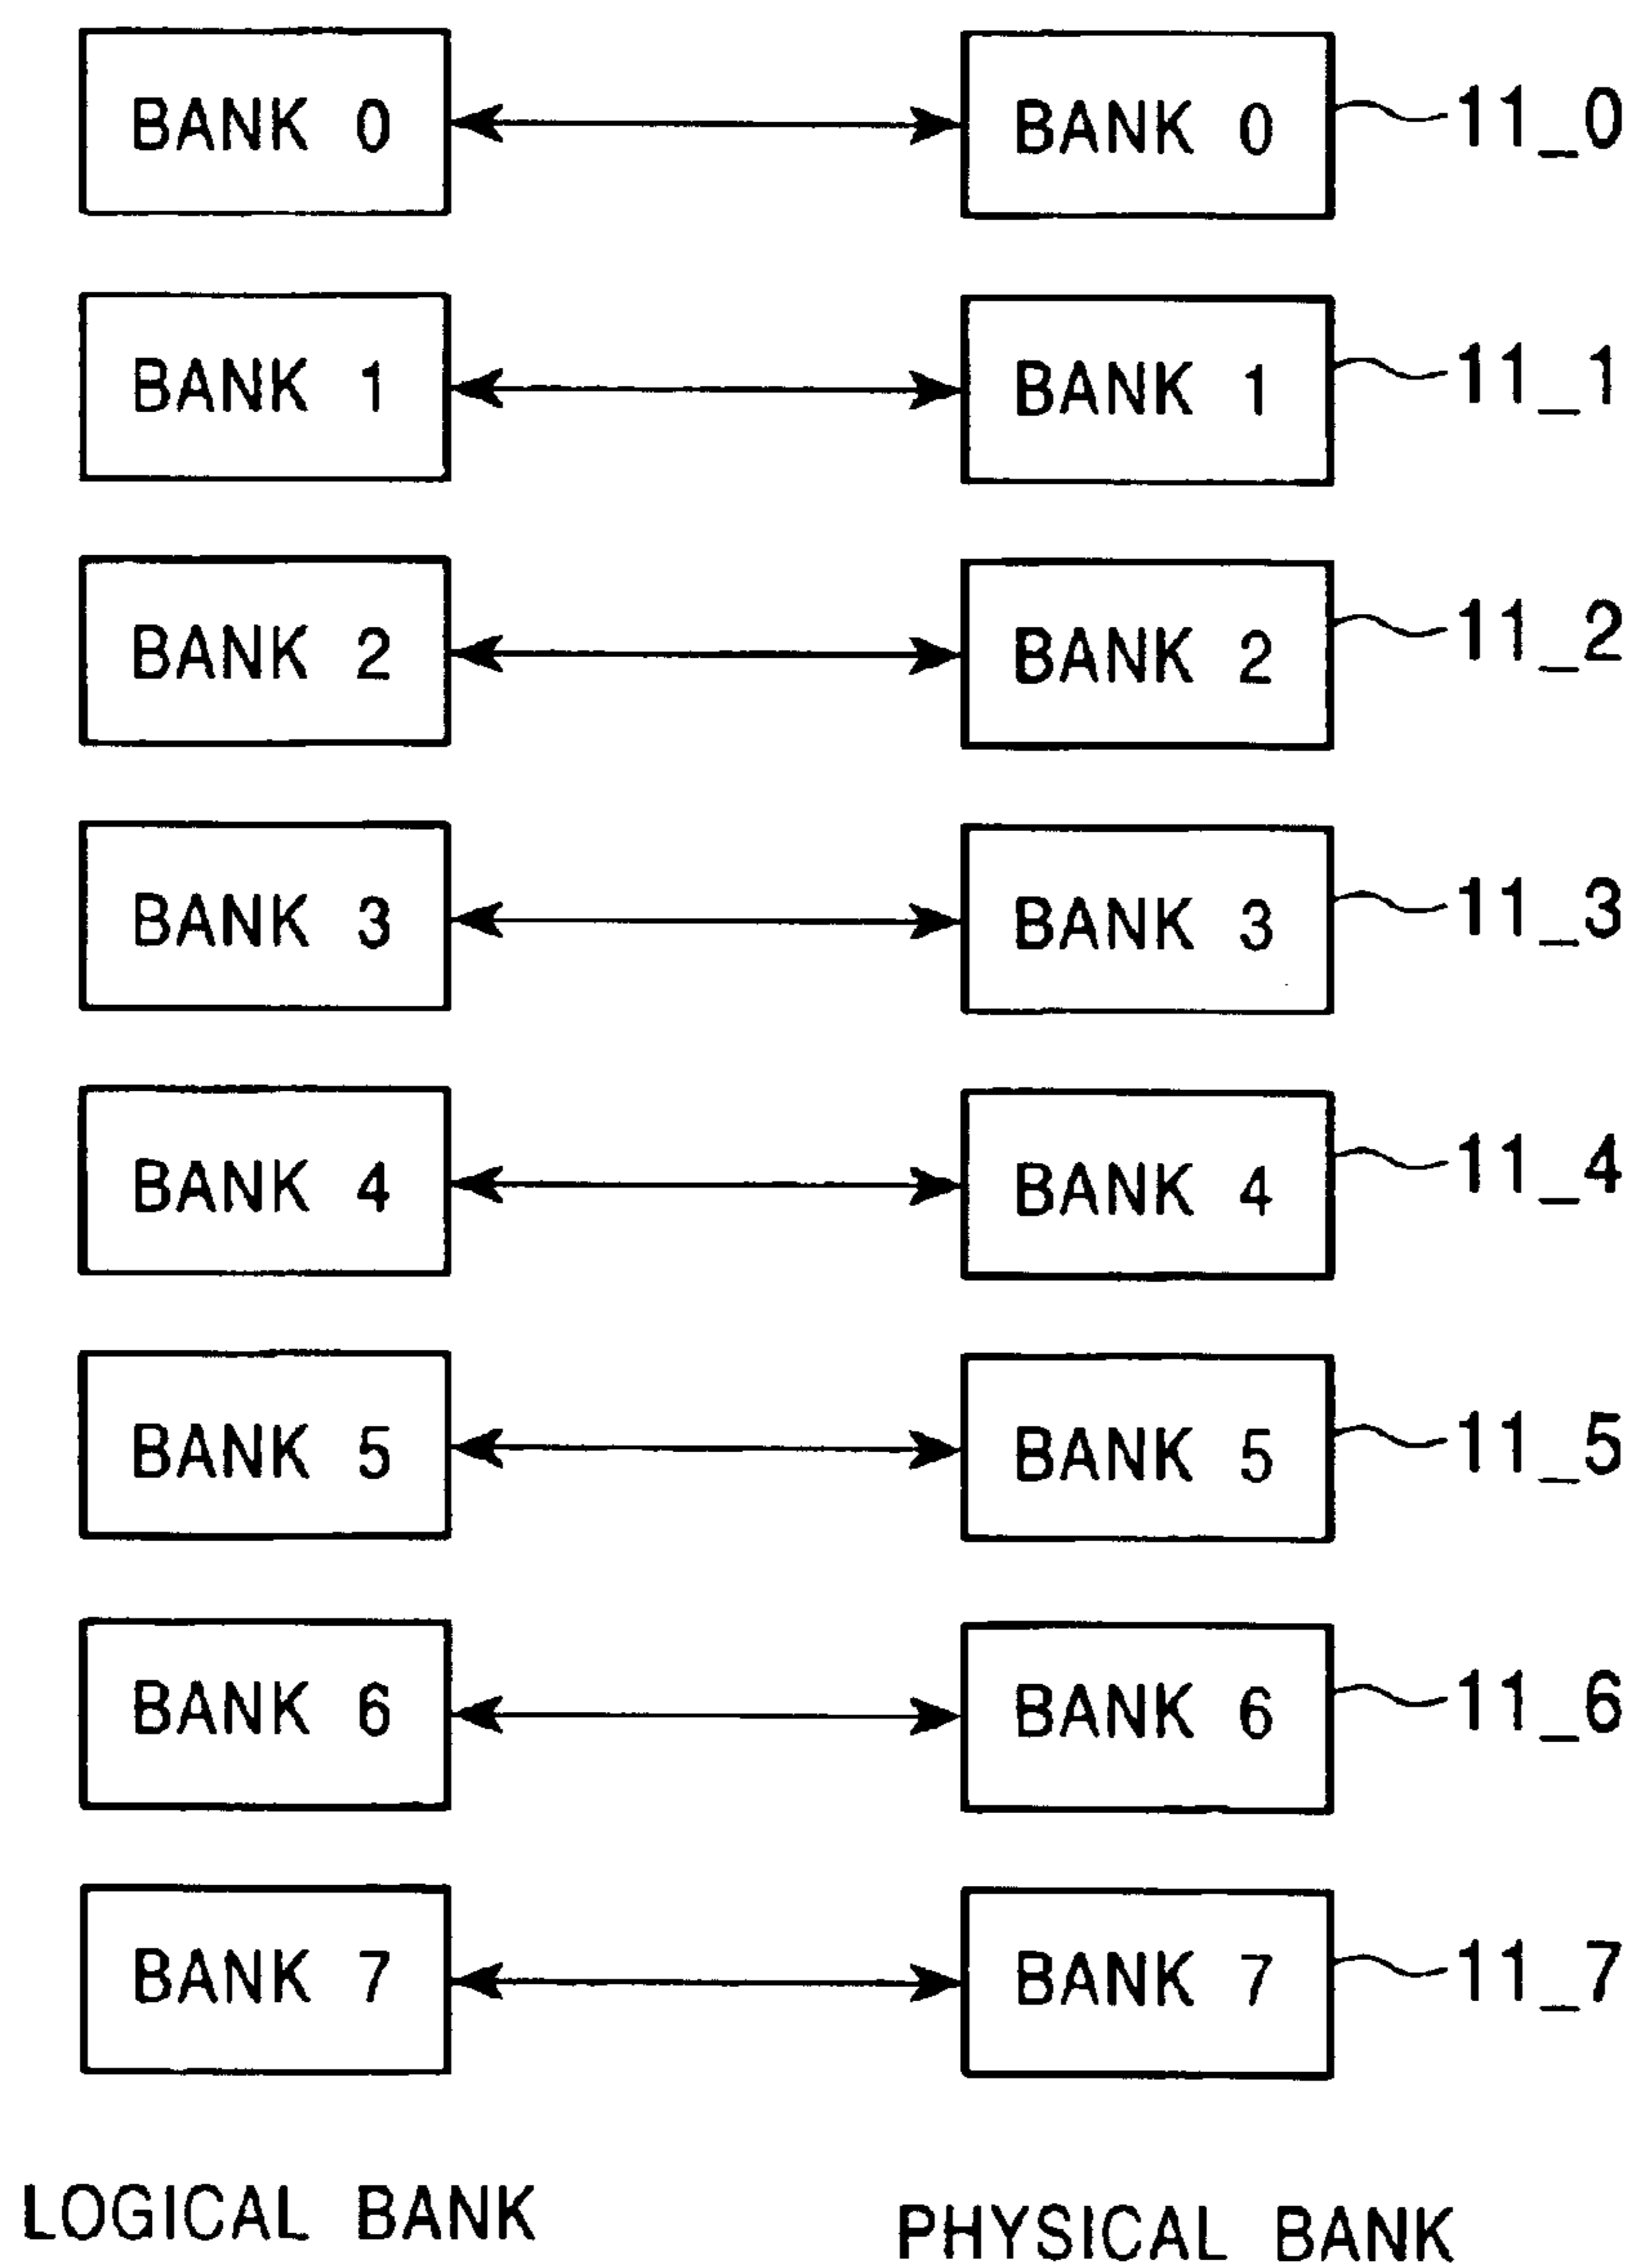 BANK 0 BANK 0 11_0
BANK 1 BANK 1 11_1
BANK 2 BANK 2 11_2
BANK 3 BANK 3 11_3
BANK 4 BANK 4 11_4
BANK 5 BANK 5 11_5
BANK 6 BANK 6 11_6
BANK 7 BANK 7 11_7
LOGICAL BANK PHYSICAL BANK